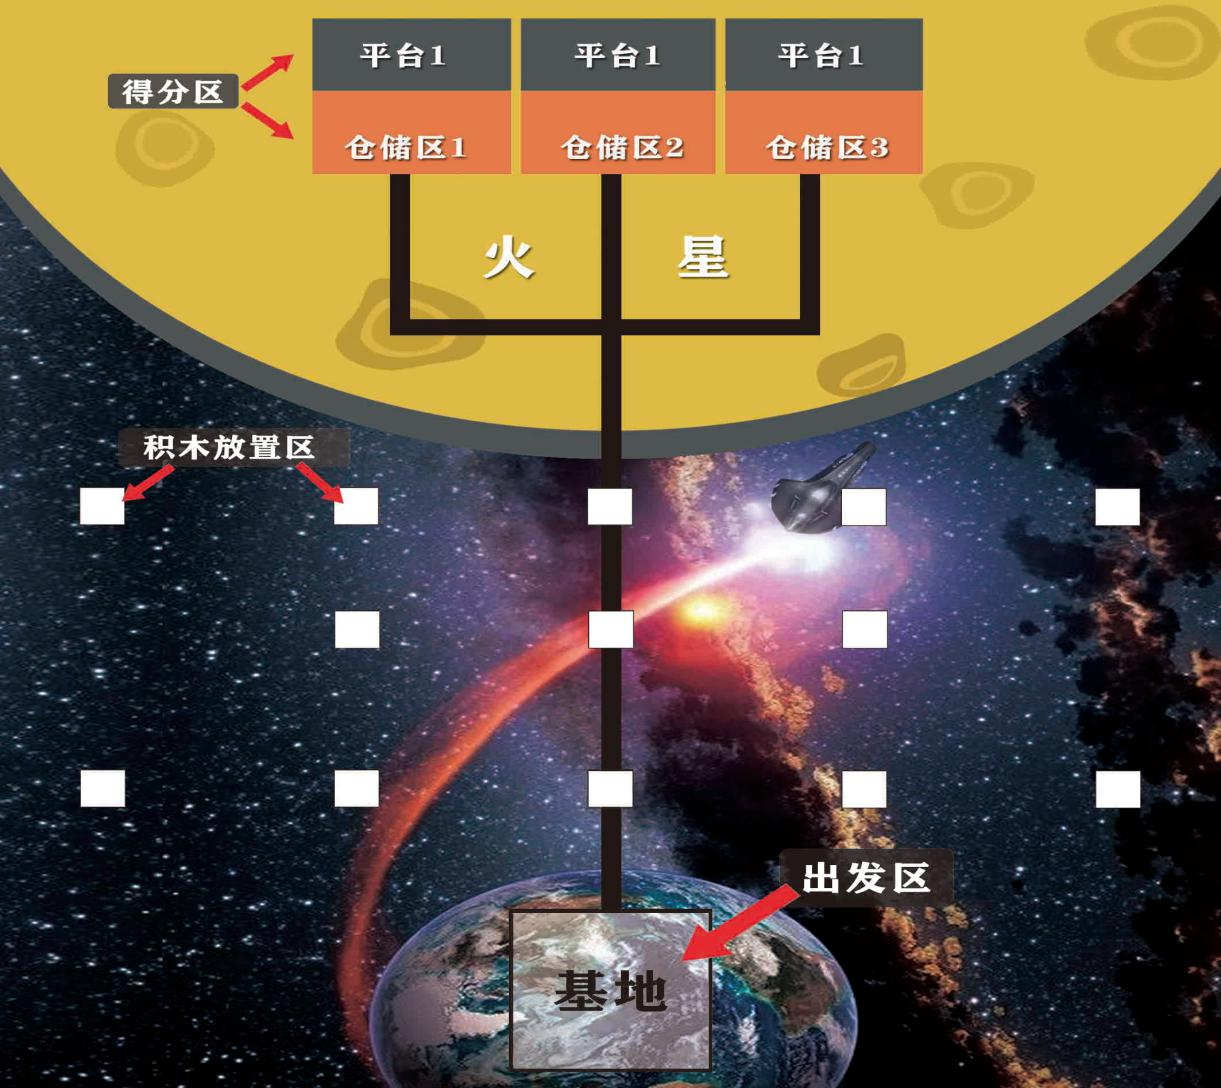 平台1 平台1 平台1
得分区
仓储区1 仓储区2 仓储区3
火 星
积木放置区
出发区
基地